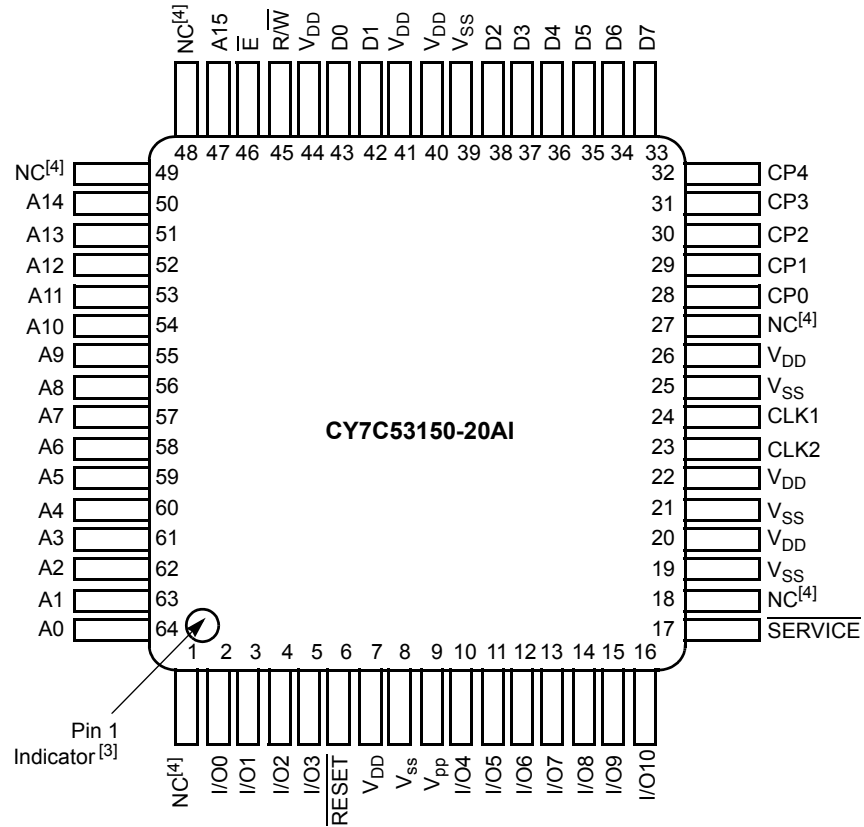 NC[4] A15 E R/W VDD D0 D1 VDD VDD VSS D2 D3 D4 D5 D6 D7
48 47 46 45 44 43 42 41 40 39 38 37 36 35 34 33
NC[4] 49 32 CP4
A14 50 31 CP3
A13 51 30 CP2
A12 52 29 CP1
A11 53 28 CP0
A10 54 27 NC[4]
A9 55 26 VDD
A8 56 25 VSS
A7 57 24 CLK1
CY7C53150-20AI
A6 58 23 CLK2
A5 59 22 VDD
A4 60 21 VSS
A3 61 20 VDD
A2 62 19 VSS
A1 63 18 NC[4]
A0 64 17 SERVICE
1 2 3 4 5 6 7 8 9 10 11 12 13 14 15 16
Pin 1
Indicator [3]
NC[4] I/O0 I/O1 I/O2 I/O3 RESET VDD Vss Vpp I/O4 I/O5 I/O6 I/O7 I/O8 I/O9 I/O10